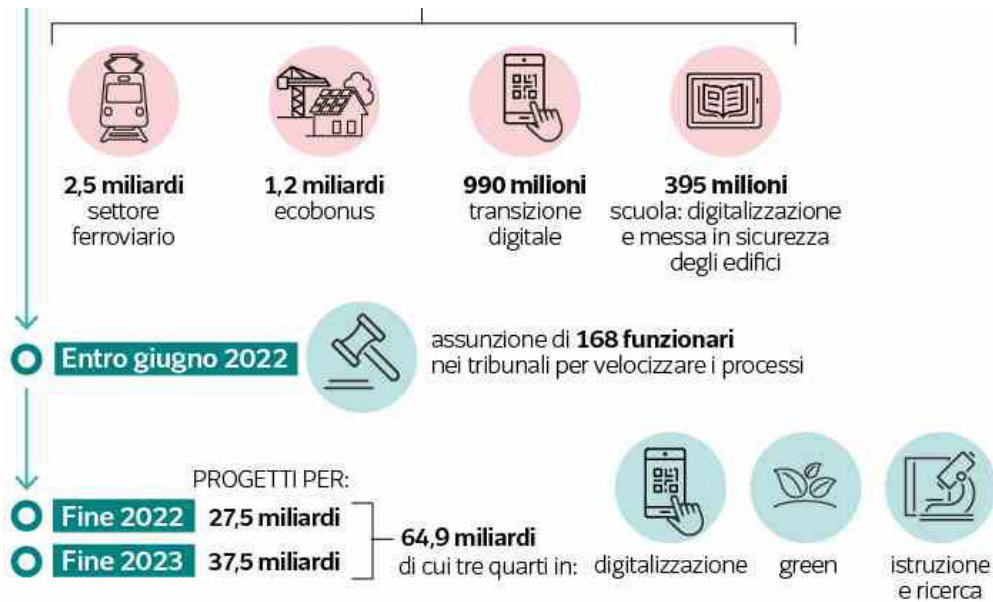 2,5 miliardi
settore
ferroviario
1,2 miliardi
ecobonus
990 milioni
transizione
digitale
395 milioni
scuola: digitalizzazione
e messa in sicurezza
degli edifici
Entro giugno 2022
assunzione di 168 funzionari
nei tribunali per velocizzare i processi
PROGETTI PER:
Fine 2022 27,5 miliardi
Fine 2023 37,5 miliardi
64,9 miliardi
di cui tre quarti in:
digitalizzazione
green
istruzione
e ricerca